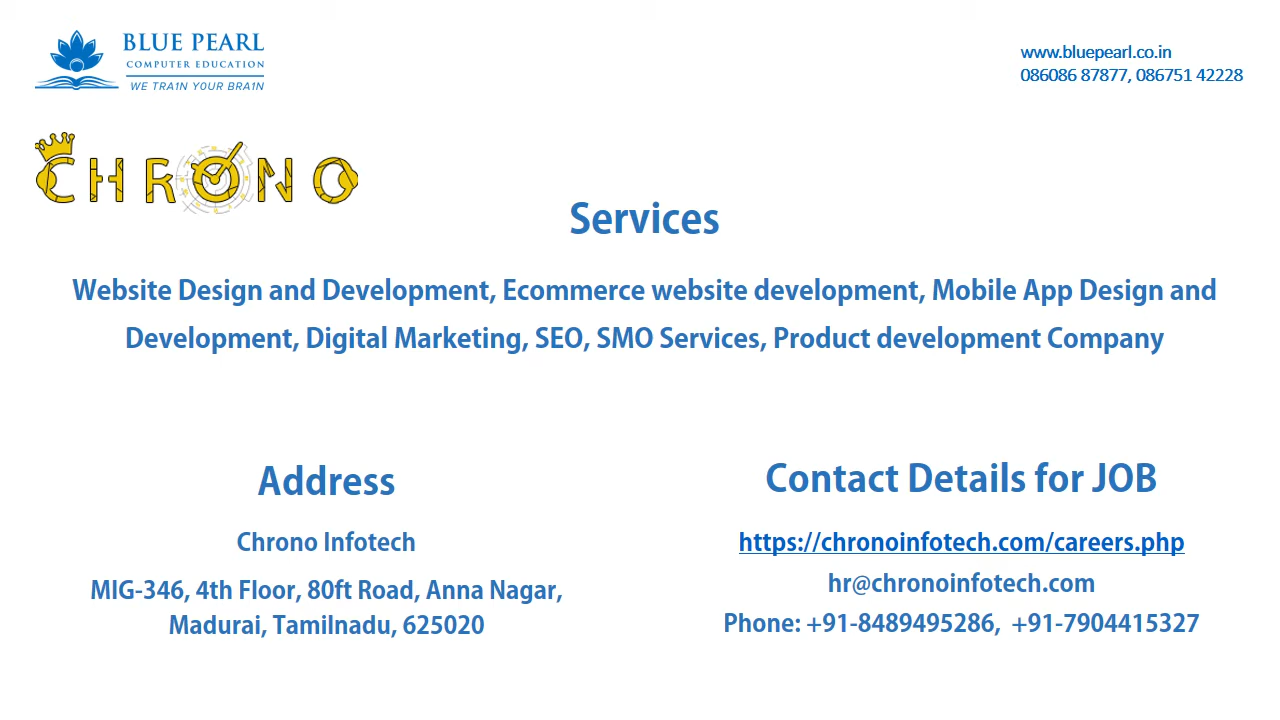 BLUE PEARL
COMPUTER EDUCATION
WE TRA1N Y0UR BRA1N
www.bluepearl.co.in
086086 87877, 086751 42228
CHRONO
Services
Website Design and Development, Ecommerce website development, Mobile App Design and
Development, Digital Marketing, SEO, SMO Services, Product development Company
Address
Chrono Infotech
MIG-346, 4th Floor, 80ft Road, Anna Nagar,
Madurai, Tamilnadu, 625020
Contact Details for JOB
https://chronoinfotech.com/careers.php
hr@chronoinfotech.com
Phone: +91-8489495286,  +91-7904415327